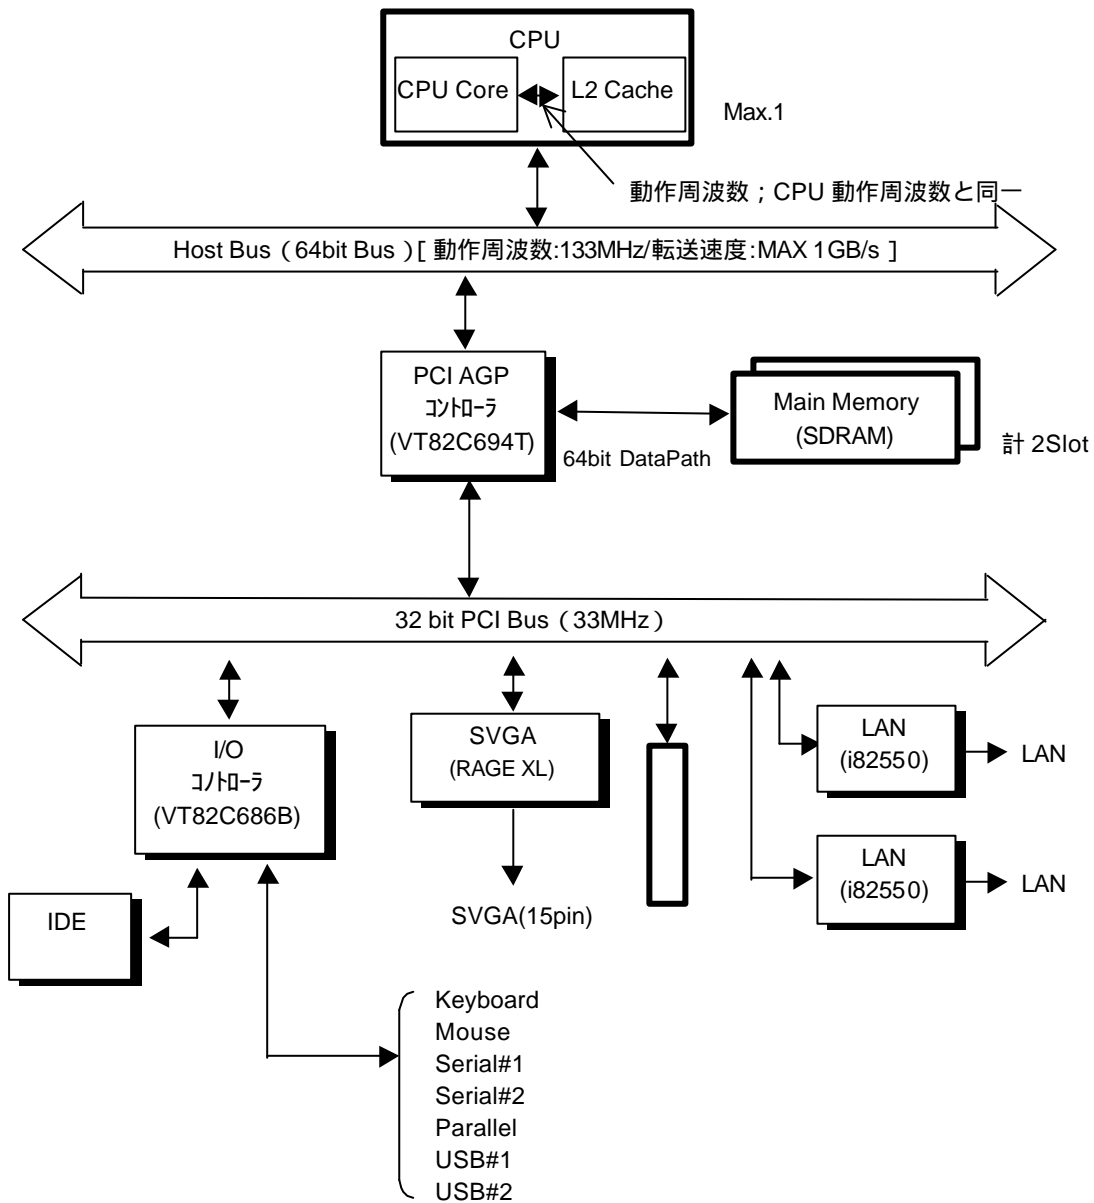 CPU
CPU Core
L2 Cache
Max.1
動作周波数；CPU 動作周波数と同一
Host Bus（64bit Bus）[ 動作周波数:133MHz/転送速度:MAX 1GB/s ]
PCI AGP
ｺﾝﾄﾛｰﾗ
(VT82C694T)
64bit DataPath
Main Memory
(SDRAM)
計 2Slot
32 bit PCI Bus（33MHz）
I/O
ｺﾉﾄﾛｰﾗ
(VT82C686B)
SVGA
(RAGE XL)
LAN
(i82550)
LAN
LAN
(i82550)
LAN
IDE
SVGA(15pin)
Keyboard
Mouse
Serial#1
Serial#2
Parallel
USB#1
USB#2